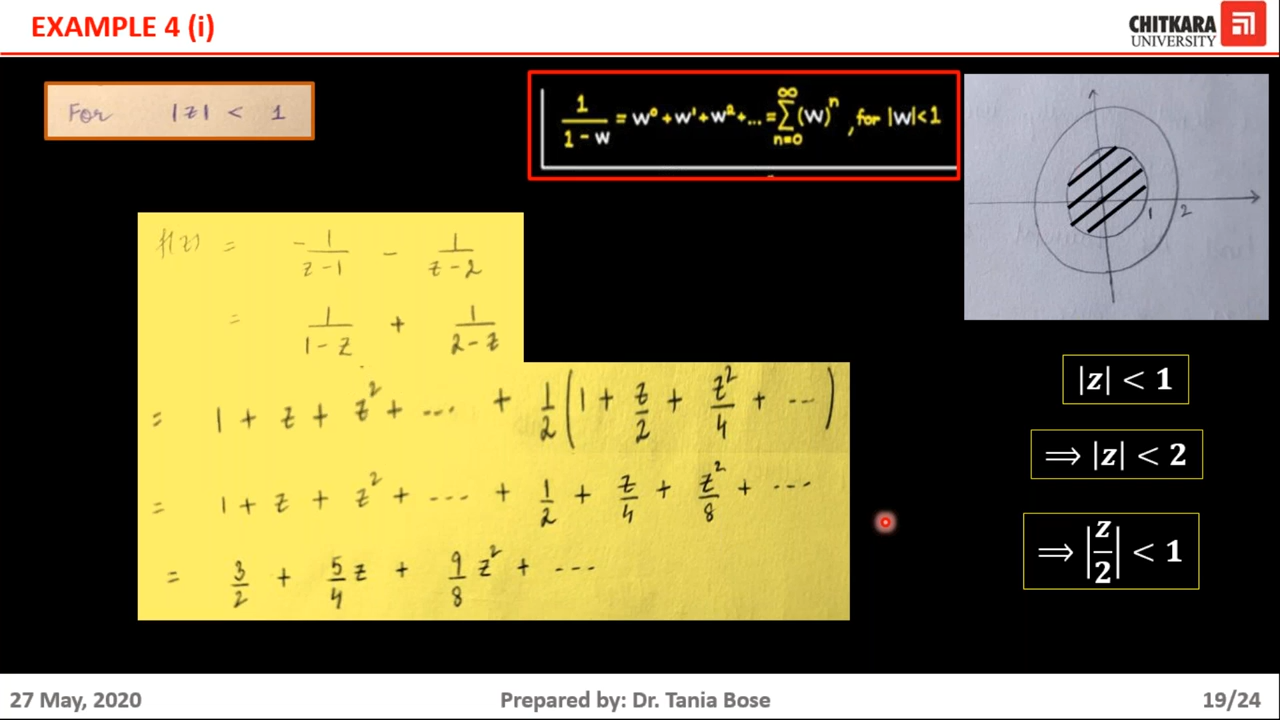 EXAMPLE 4 (i)
CHITKARA
UNIVERSITY
For |z| < 1
1/(1 - w) = w⁰ + w¹ + w² + ... = ∑_{n=0}^{∞} (w)ⁿ, for |w| < 1
1 2
f(z) = -1/(z-1) - 1/(z-2)
= 1/(1-z) + 1/(2-z)
= 1 + z + z² + ... + 1/2 (1 + z/2 + z²/4 + ...)
= 1 + z + z² + .... + 1/2 + z/4 + z²/8 + ...
= 3/2 + 5/4 z + 9/8 z² + ...
|z| < 1
⟹ |z| < 2
⟹ |z/2| < 1
27 May, 2020 Prepared by: Dr. Tania Bose 19/24